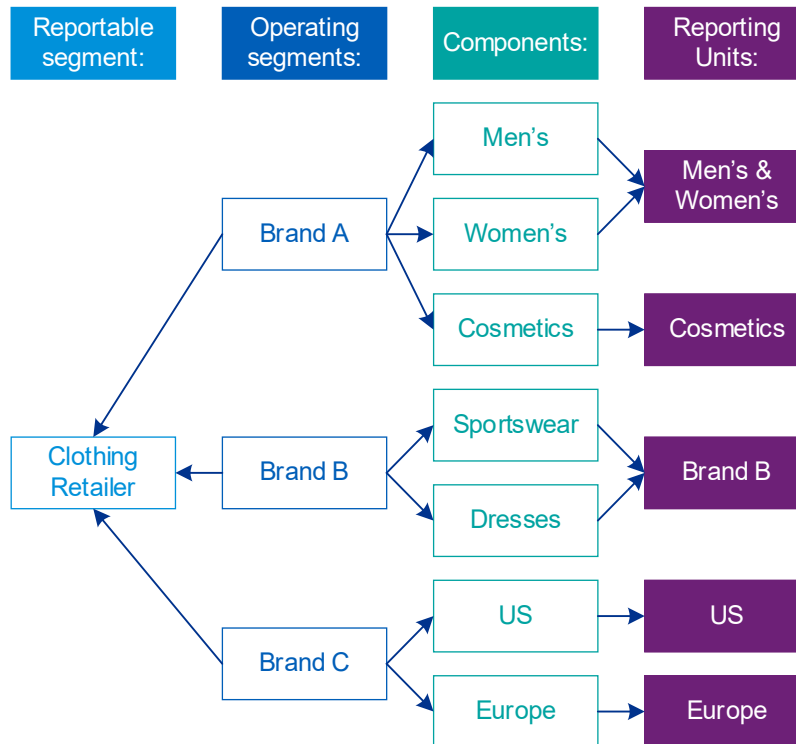 Reportable
segment:
Operating
segments:
Components:
Reporting
Units:
Men’s
Men’s &
Women’s
Brand A
Women’s
Cosmetics
Cosmetics
Sportswear
Clothing
Retailer
Brand B
Brand B
Dresses
US
US
Brand C
Europe
Europe